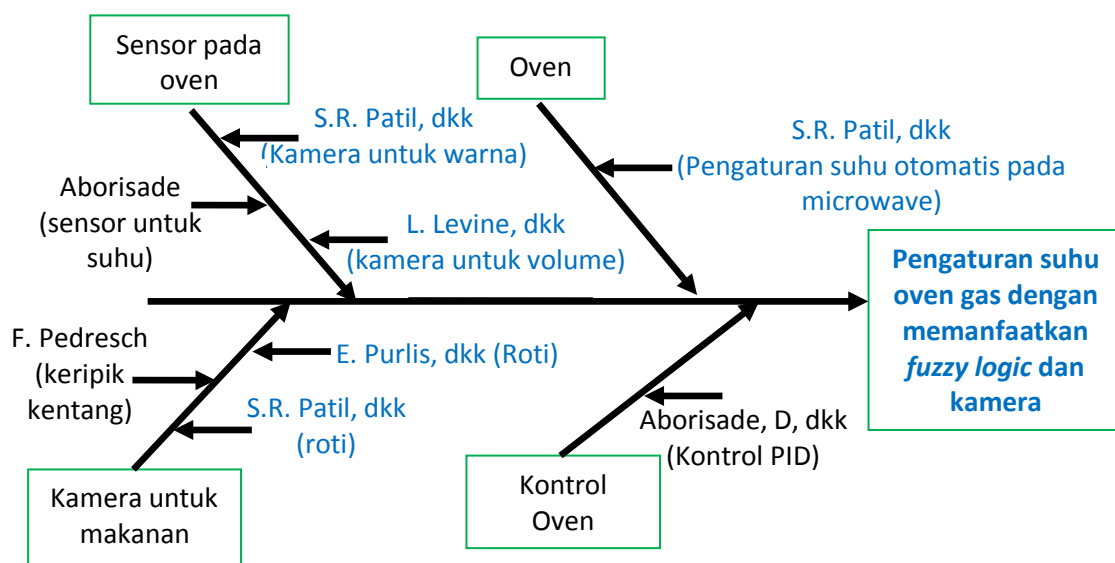 Sensor pada
oven
Oven
S.R. Patil, dkk
(Kamera untuk warna)
S.R. Patil, dkk
(Pengaturan suhu otomatis pada
microwave)
Aborisade
(sensor untuk
suhu)
L. Levine, dkk
(kamera untuk volume)
Pengaturan suhu
oven gas dengan
memanfaatkan
fuzzy logic dan
kamera
F. Pedresch
(keripik
kentang)
E. Purlis, dkk (Roti)
S.R. Patil, dkk
(roti)
Aborisade, D, dkk
(Kontrol PID)
Kamera untuk
makanan
Kontrol
Oven